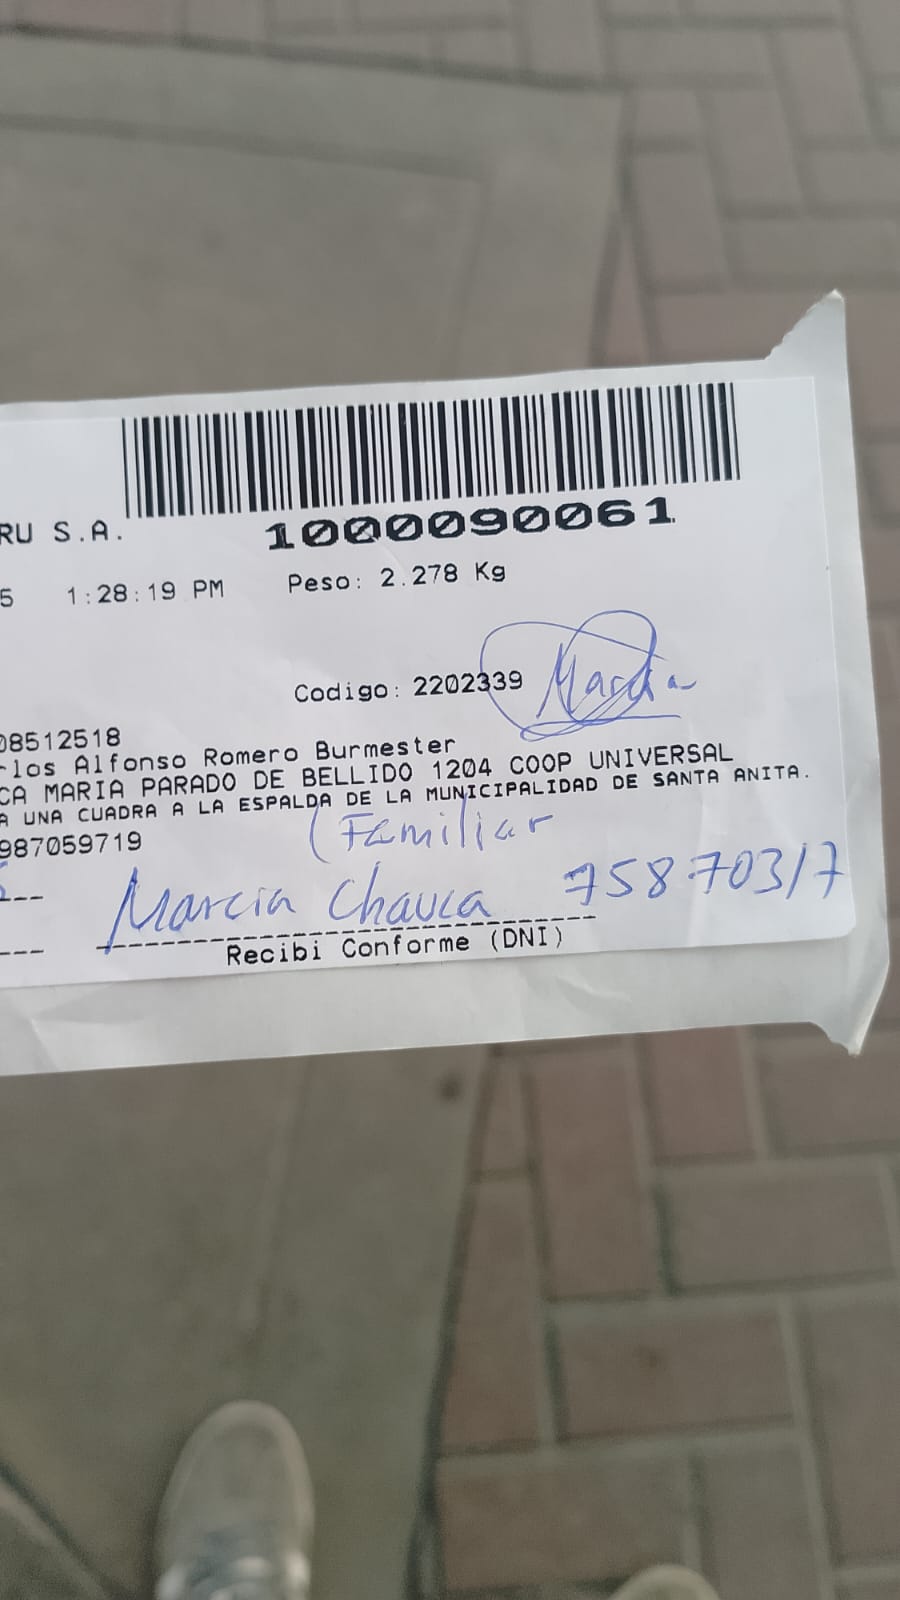 RU S.A.
1000090061
5 1:28:19 PM Peso: 2.278 Kg
Codigo: 2202339 Marcia
08512518
rlos Alfonso Romero Burmester
CA MARIA PARADO DE BELLIDO 1204 COOP UNIVERSAL
A UNA CUADRA A LA ESPALDA DE LA MUNICIPALIDAD DE SANTA ANITA.
987059719 (Familiar
Marcia Chauca 75870317
Recibi Conforme (DNI)